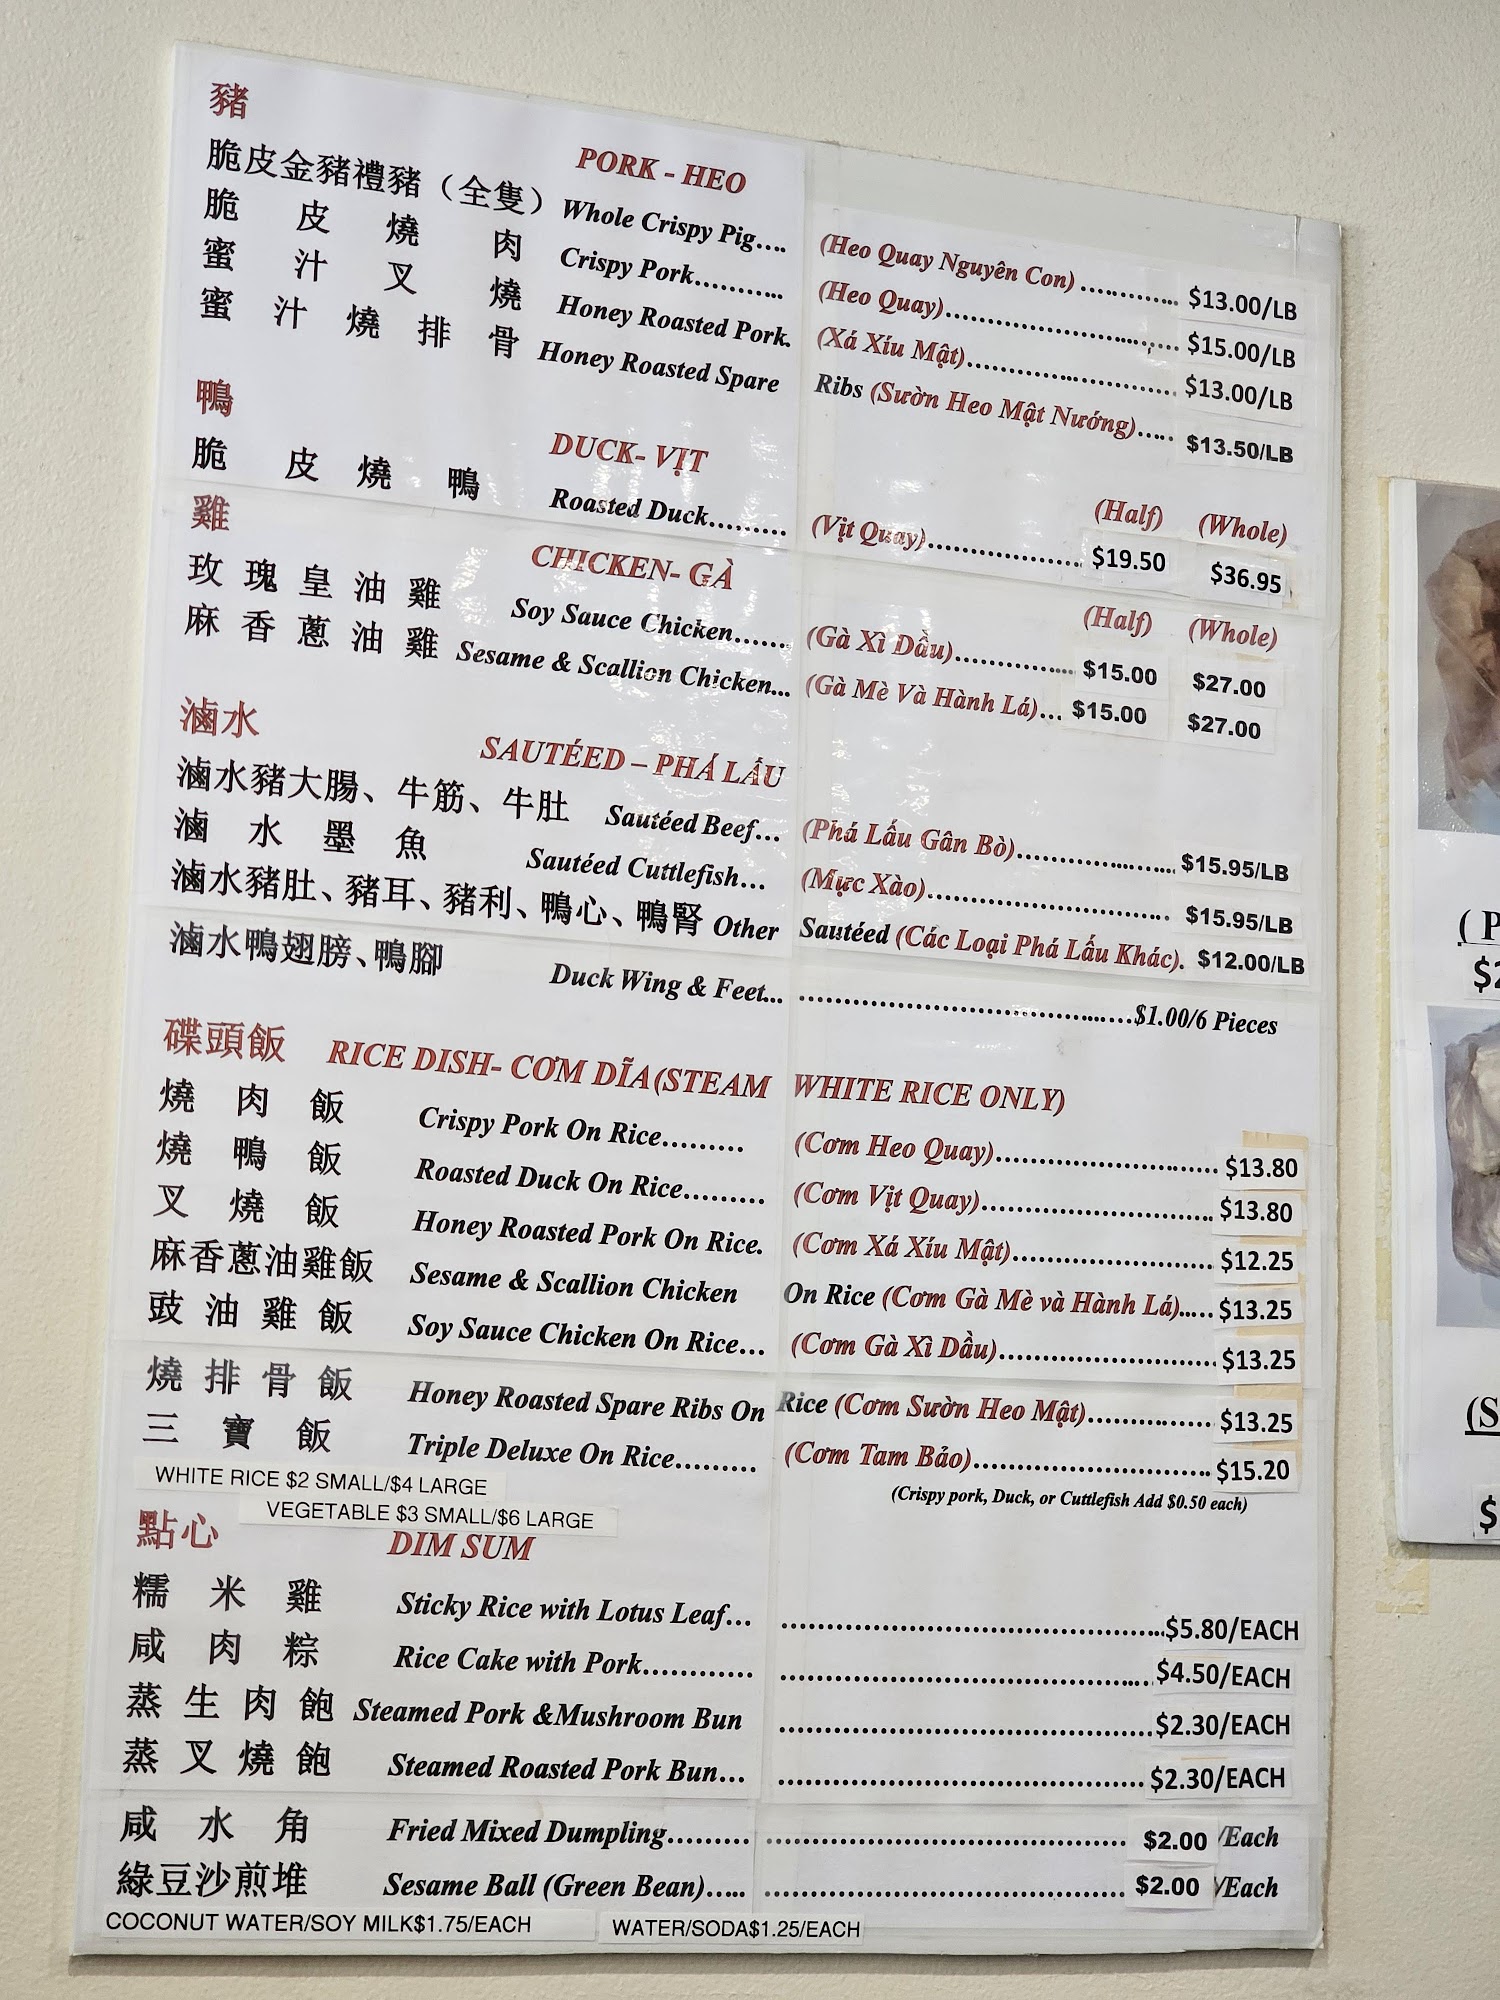 豬 PORK - HEO
脆皮金豬禮豬（全隻） Whole Crispy Pig.... (Heo Quay Nguyên Con) .............. $13.00/LB
脆皮燒肉 Crispy Pork........... (Heo Quay)............................. $15.00/LB
蜜汁叉燒 Honey Roasted Pork. (Xá Xíu Mật)............................. $13.00/LB
蜜汁燒排骨 Honey Roasted Spare Ribs (Sườn Heo Mật Nướng)..... $13.50/LB
鴨 DUCK- VỊT (Half) (Whole)
脆皮燒鴨 Roasted Duck......... (Vịt Quay)..................... $19.50 $36.95
雞 CHICKEN- GÀ (Half) (Whole)
玫瑰皇油雞 Soy Sauce Chicken....... (Gà Xì Dầu)................ $15.00 $27.00
麻香蔥油雞 Sesame & Scallion Chicken... (Gà Mè Và Hành Lá)... $15.00 $27.00
滷水 SAUTÉED – PHÁ LẤU
滷水豬大腸、牛筋、牛肚 Sautéed Beef... (Phá Lấu Gân Bò)..................... $15.95/LB
滷水墨魚 Sautéed Cuttlefish... (Mực Xào)................................ $15.95/LB
滷水豬肚、豬耳、豬利、鴨心、鴨腎 Other Sautéed (Các Loại Phá Lấu Khác). $12.00/LB
滷水鴨翅膀、鴨腳 Duck Wing & Feet... .....................................$1.00/6 Pieces
碟頭飯 RICE DISH- CƠM DĨA(STEAM WHITE RICE ONLY)
燒肉飯 Crispy Pork On Rice......... (Cơm Heo Quay)........................... $13.80
燒鴨飯 Roasted Duck On Rice......... (Cơm Vịt Quay)............................ $13.80
叉燒飯 Honey Roasted Pork On Rice. (Cơm Xá Xíu Mật)......................... $12.25
麻香蔥油雞飯 Sesame & Scallion Chicken On Rice (Cơm Gà Mè và Hành Lá)...... $13.25
豉油雞飯 Soy Sauce Chicken On Rice... (Cơm Gà Xì Dầu)........................... $13.25
燒排骨飯 Honey Roasted Spare Ribs On Rice (Cơm Sườn Heo Mật)................ $13.25
三寶飯 Triple Deluxe On Rice......... (Cơm Tam Bảo)............................. $15.20
WHITE RICE $2 SMALL/$4 LARGE
(Crispy pork, Duck, or Cuttlefish Add $0.50 each)
VEGETABLE $3 SMALL/$6 LARGE
點心 DIM SUM
糯米雞 Sticky Rice with Lotus Leaf... ...........................................$5.80/EACH
咸肉粽 Rice Cake with Pork............ ..........................................$4.50/EACH
蒸生肉飽 Steamed Pork &Mushroom Bun ..........................................$2.30/EACH
蒸叉燒飽 Steamed Roasted Pork Bun... .........................................$2.30/EACH
咸水角 Fried Mixed Dumpling......... ........................................ $2.00 /Each
綠豆沙煎堆 Sesame Ball (Green Bean)..... ........................................ $2.00 /Each
COCONUT WATER/SOY MILK$1.75/EACH WATER/SODA$1.25/EACH
( P
(S
$